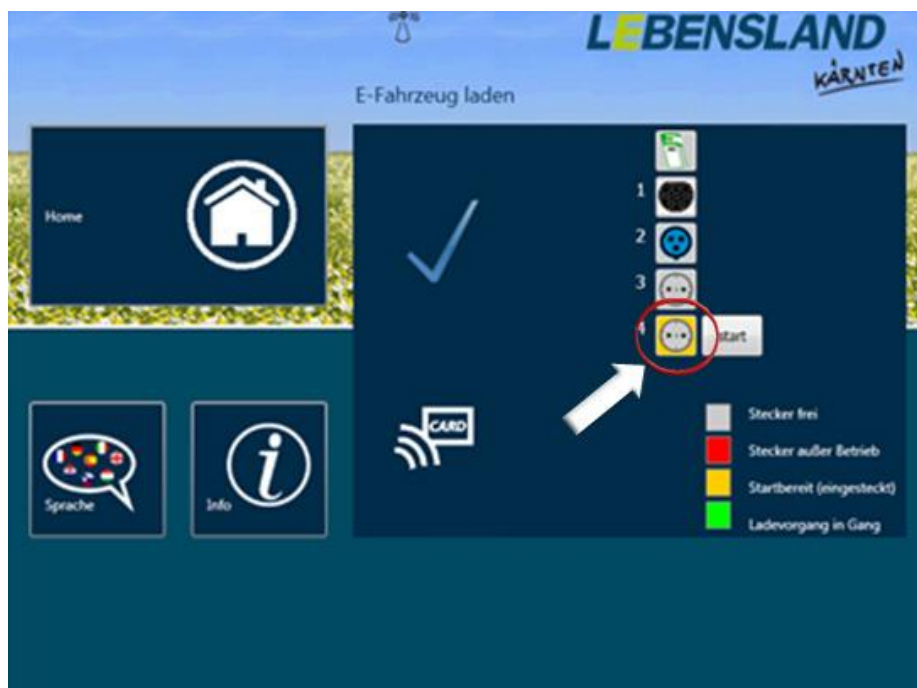 LEBENSLAND
KÄRNTEN
E-Fahrzeug laden
Home
1
2
3
4
start
CARD
Stecker frei
Stecker außer Betrieb
Startbereit (eingesteckt)
Ladevorgang in Gang
Sprache
Info
i